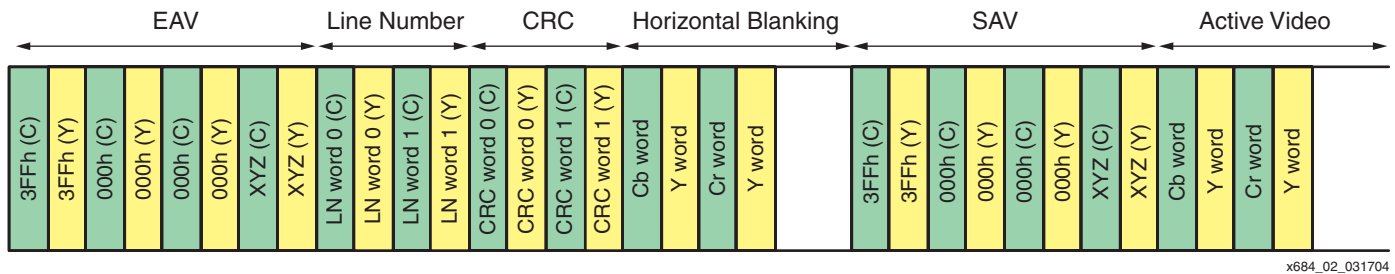 EAV Line Number CRC Horizontal Blanking SAV Active Video
3FFh (C)
3FFh (Y)
000h (C)
000h (Y)
000h (C)
000h (Y)
XYZ (C)
XYZ (Y)
LN word 0 (C)
LN word 0 (Y)
LN word 1 (C)
LN word 1 (Y)
CRC word 0 (C)
CRC word 0 (Y)
CRC word 1 (C)
CRC word 1 (Y)
Cb word
Y word
Cr word
Y word
3FFh (C)
3FFh (Y)
000h (C)
000h (Y)
000h (C)
000h (Y)
XYZ (C)
XYZ (Y)
Cb word
Y word
Cr word
Y word
x684_02_031704